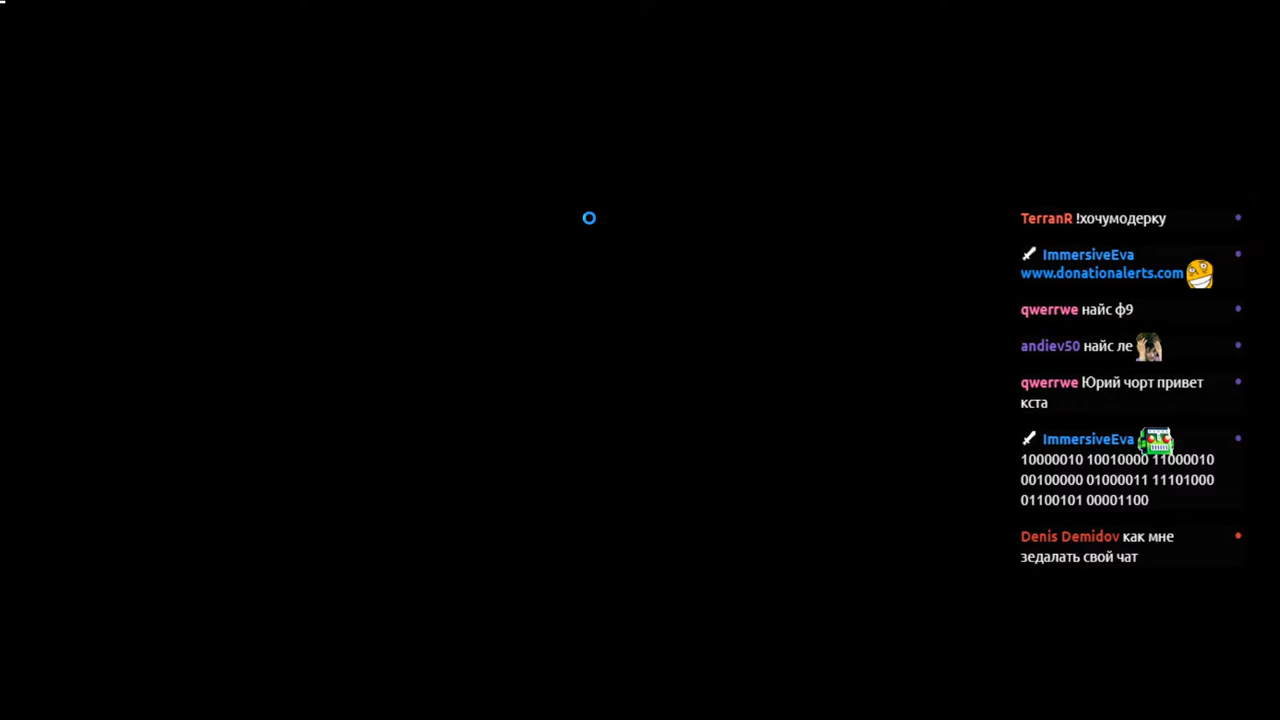 TerranR !хочумодерку
ImmersiveEva
www.donationalerts.com
qwerrwe найс ф9
andiev50 найс ле
qwerrwe Юрий чорт привет
кста
ImmersiveEva
10000010 10010000 11000010
00100000 01000011 11101000
01100101 00001100
Denis Demidov как мне
зедалать свой чат